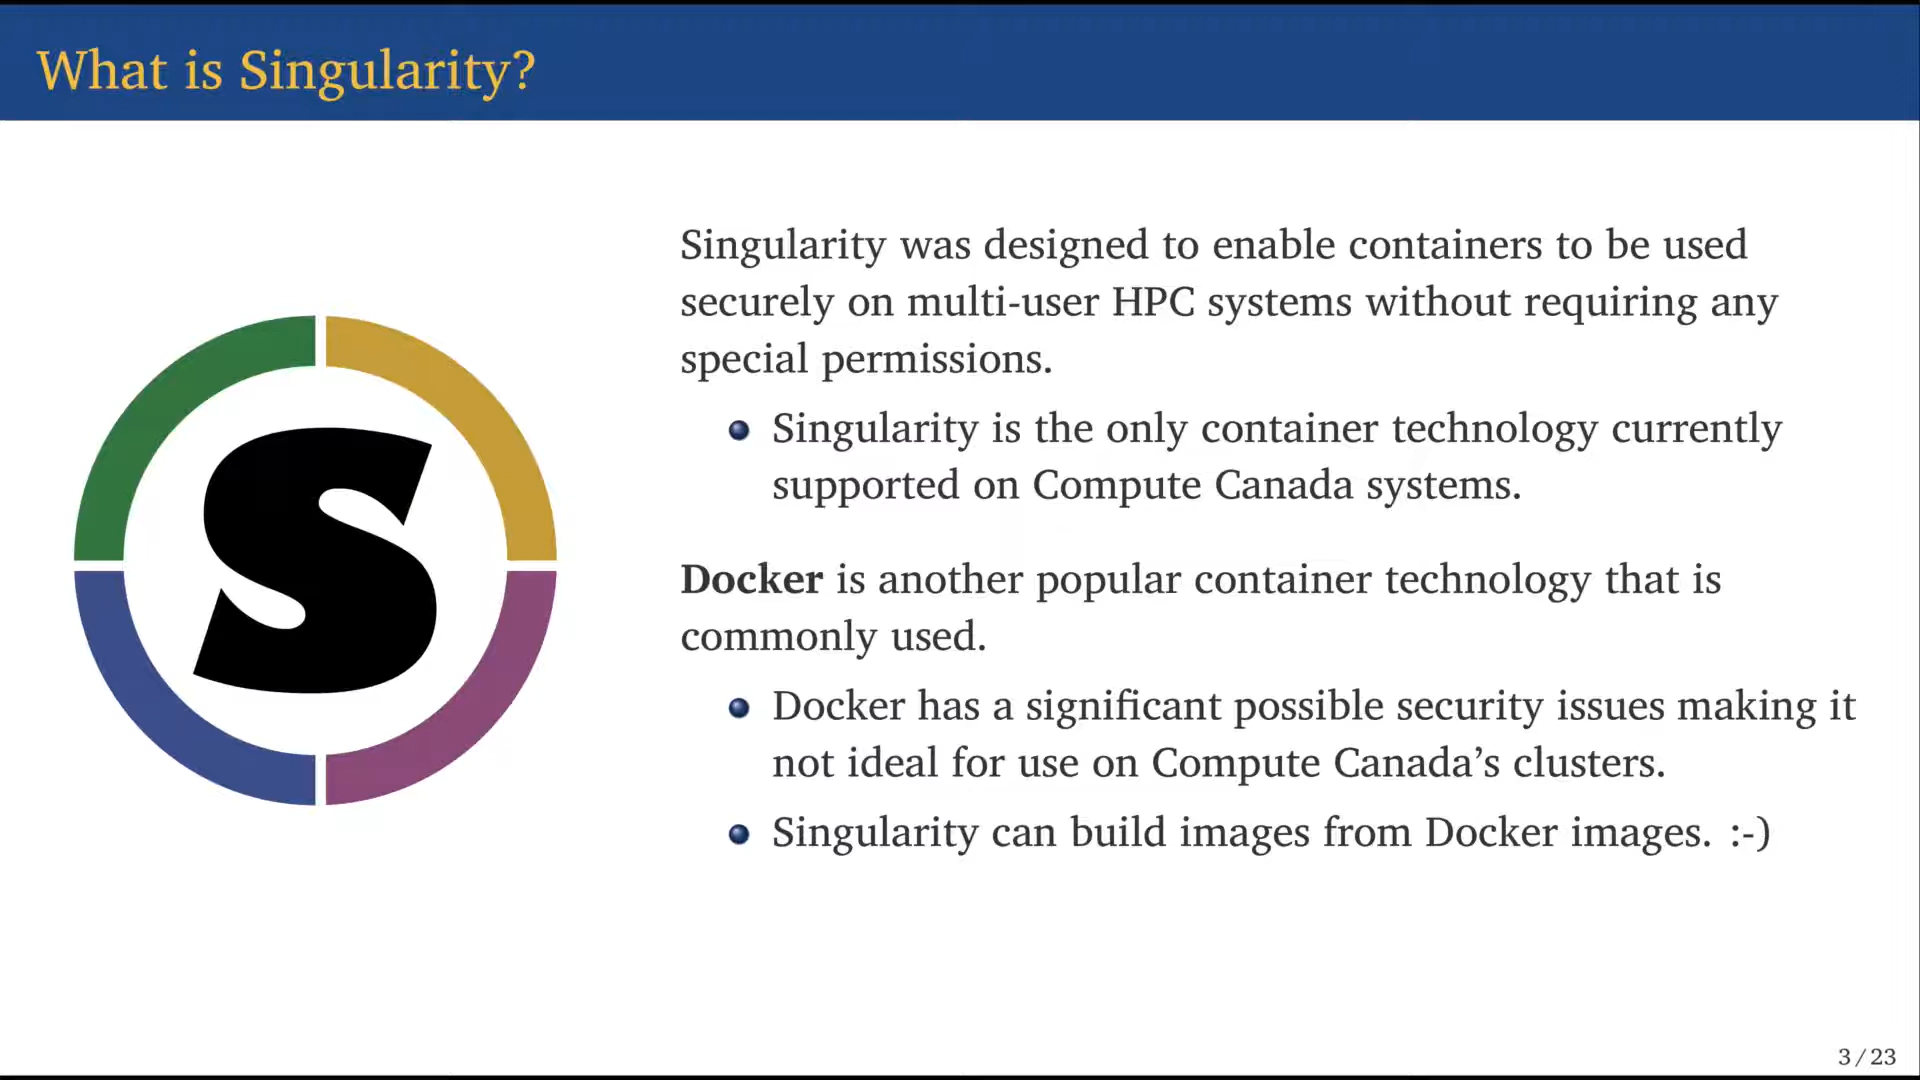 What is Singularity?
S
Singularity was designed to enable containers to be used
securely on multi-user HPC systems without requiring any
special permissions.
Singularity is the only container technology currently
supported on Compute Canada systems.
Docker is another popular container technology that is
commonly used.
Docker has a significant possible security issues making it
not ideal for use on Compute Canada’s clusters.
Singularity can build images from Docker images. :-)
3 / 23